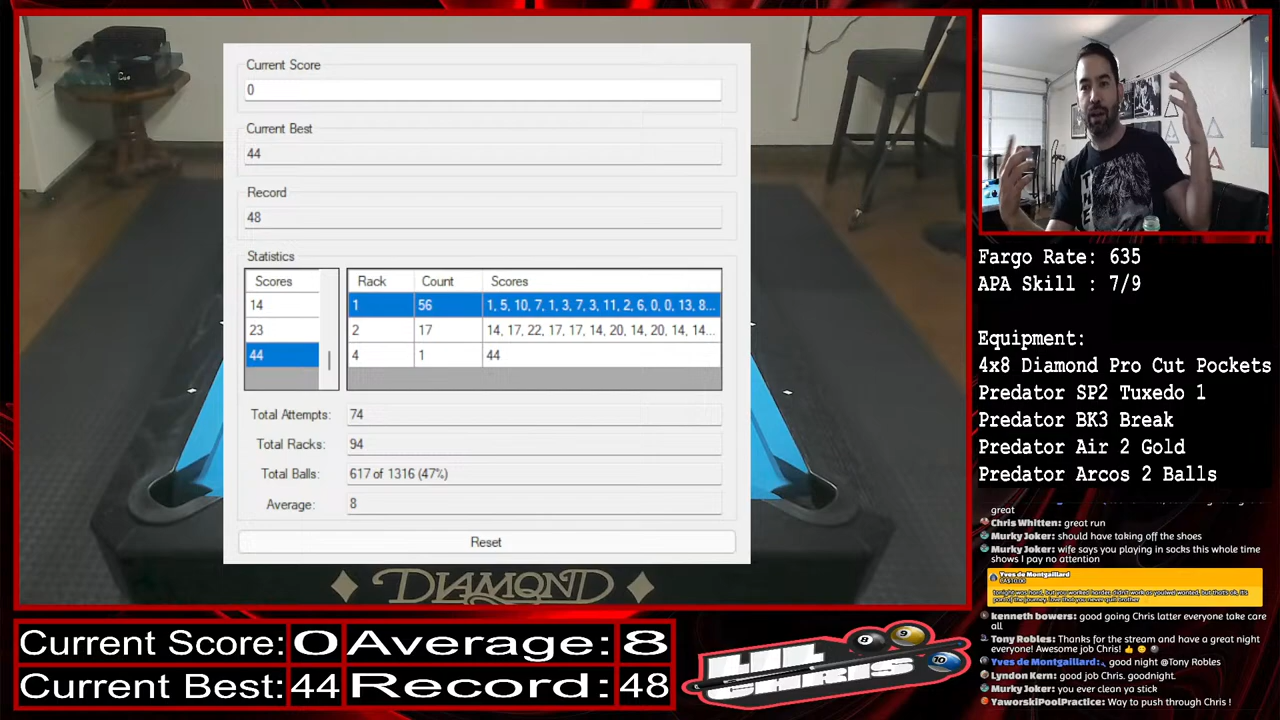 Current Score
0
Current Best
44
Record
48
Statistics
Scores
14
23
44
Rack Count Scores
1 56 1, 5, 10, 7, 1, 3, 7, 3, 11, 2, 6, 0, 0, 13, 8...
2 17 14, 17, 22, 17, 17, 14, 20, 14, 20, 14, 14...
4 1 44
Total Attempts: 74
Total Racks: 94
Total Balls: 617 of 1316 (47%)
Average: 8
Reset
DIAMOND
Current Score: 0 Average: 8
Current Best: 44 Record: 48
LIL CHRIS
8 9 10
Fargo Rate: 635
APA Skill : 7/9
Equipment:
4x8 Diamond Pro Cut Pockets
Predator SP2 Tuxedo 1
Predator BK3 Break
Predator Air 2 Gold
Predator Arcos 2 Balls
great
Chris Whitten: great run
Murky Joker: should have taking off the shoes
Murky Joker: wife says you playing in socks this whole time
shows I pay no attention
Yves de Montgaillard
kenneth bowers: good going Chris latter everyone take care
all
Tony Robles: Thanks for the stream and have a great night
everyone! Awesome job Chris!
Yves de Montgaillard: good night @Tony Robles
Lyndon Kern: good job Chris. goodnight.
Murky Joker: you ever clean ya stick
YaworskiPoolPractice: Way to push through Chris !